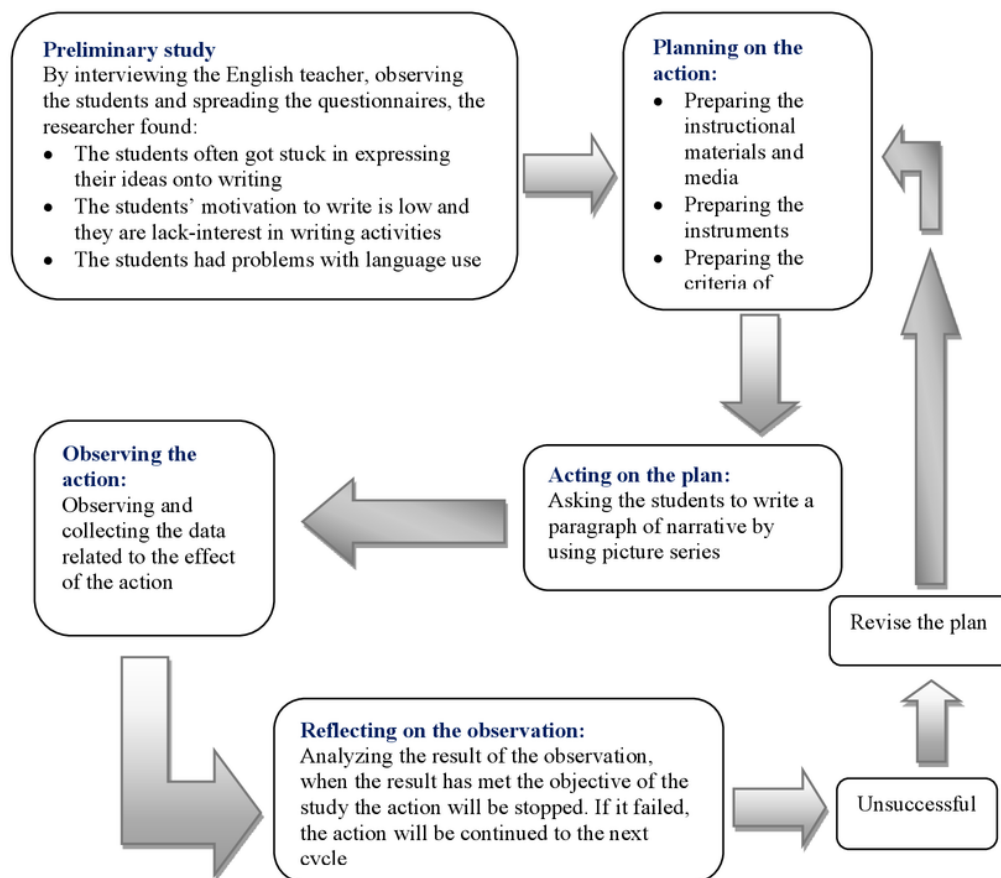 Preliminary study
By interviewing the English teacher, observing
the students and spreading the questionnaires, the
researcher found:
• The students often got stuck in expressing
their ideas onto writing
• The students' motivation to write is low and
they are lack-interest in writing activities
• The students had problems with language use
Planning on the
action:
• Preparing the
instructional
materials and
media
• Preparing the
instruments
• Preparing the
criteria of
Acting on the plan:
Asking the students to write a
paragraph of narrative by
using picture series
Observing the
action:
Observing and
collecting the data
related to the effect
of the action
Reflecting on the observation:
Analyzing the result of the observation,
when the result has met the objective of the
study the action will be stopped. If it failed,
the action will be continued to the next
cycle
Unsuccessful
Revise the plan